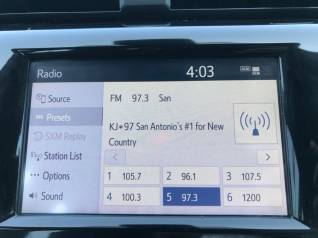 Radio
4:03
Source
Presets
SXM Replay
Station List
Options
Sound
FM 97.3 San
KJ+97 San Antonio's #1 for New
Country
1 105.7
2 96.1
3 107.5
4 100.3
5 97.3
6 1200